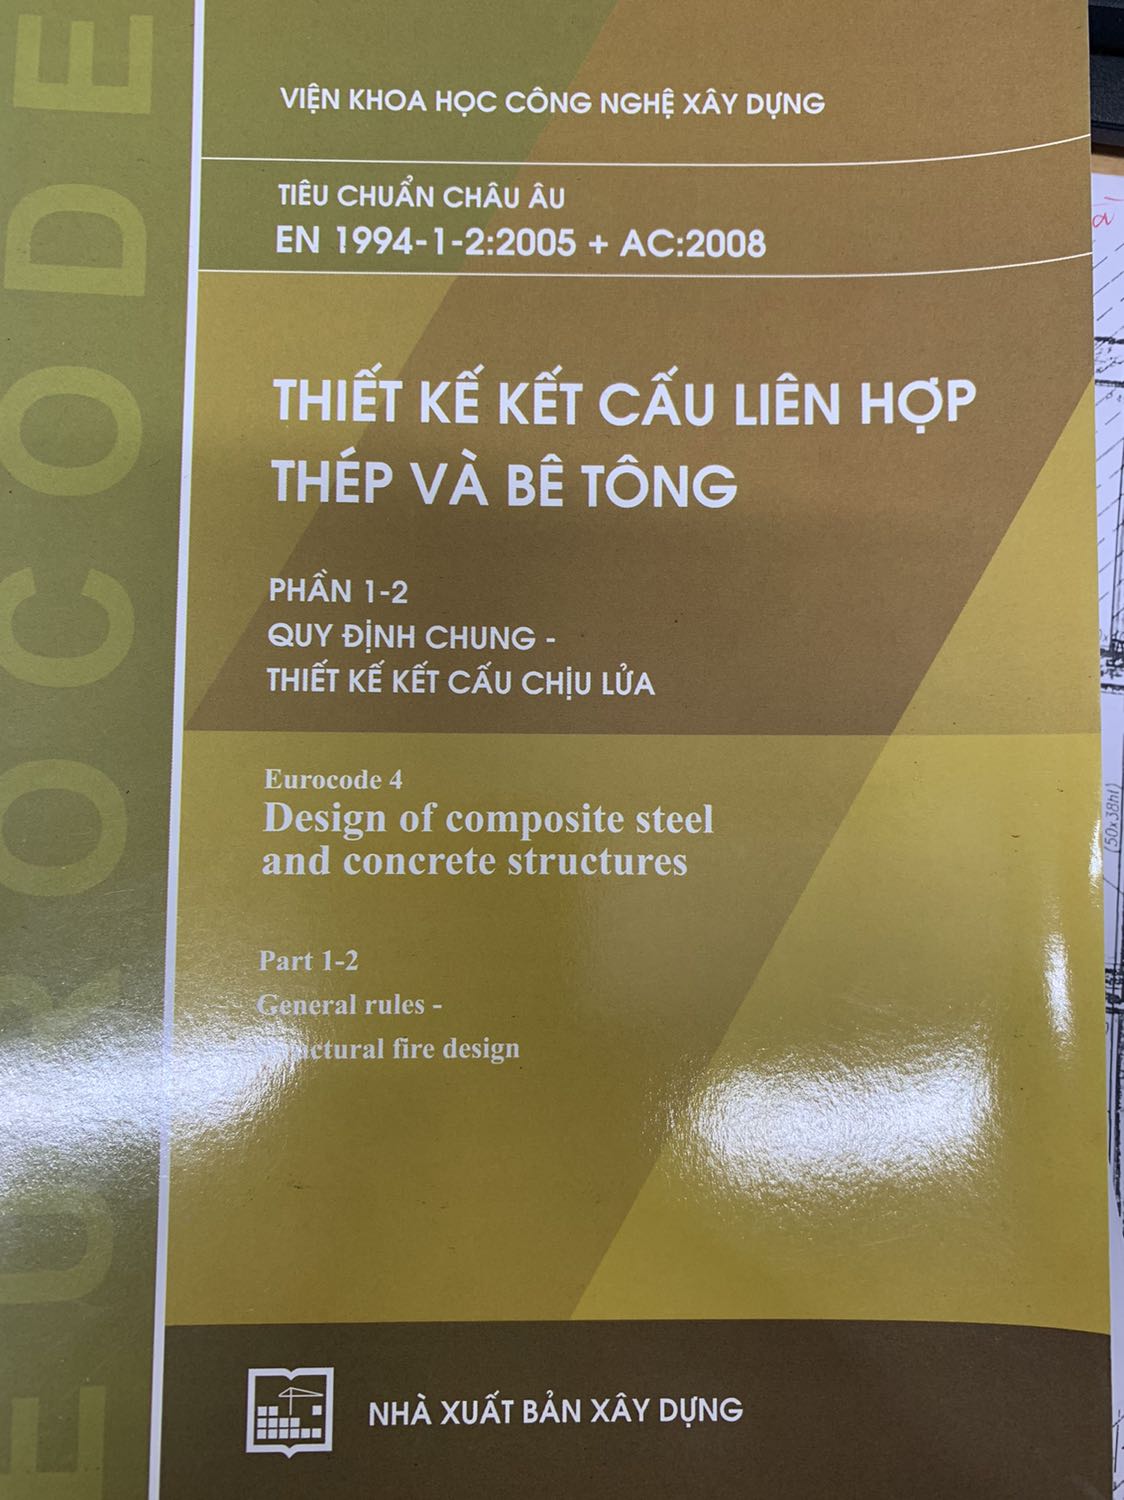 EUROCODE
VIỆN KHOA HỌC CÔNG NGHỆ XÂY DỰNG
TIÊU CHUẨN CHÂU ÂU
EN 1994-1-2:2005 + AC:2008
THIẾT KẾ KẾT CẤU LIÊN HỢP
THÉP VÀ BÊ TÔNG
PHẦN 1-2
QUY ĐỊNH CHUNG -
THIẾT KẾ KẾT CẤU CHỊU LỬA
Eurocode 4
Design of composite steel
and concrete structures
Part 1-2
General rules -
Structural fire design
NHÀ XUẤT BẢN XÂY DỰNG
(50x38ht)